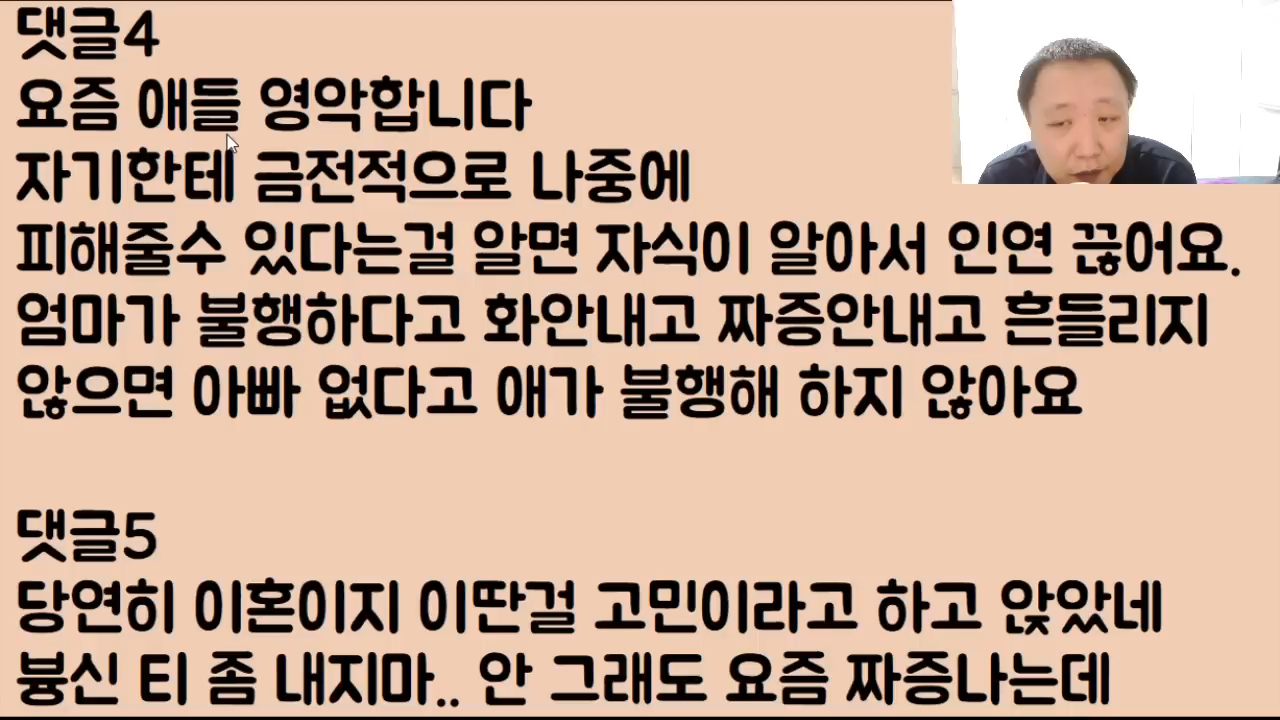 댓글4
요즘 애들 영악합니다
자기한테 금전적으로 나중에
피해줄수 있다는걸 알면 자식이 알아서 인연 끊어요.
엄마가 불행하다고 화안내고 짜증안내고 흔들리지
않으면 아빠 없다고 애가 불행해 하지 않아요
댓글5
당연히 이혼이지 이딴걸 고민이라고 하고 앉았네
븅신 티 좀 내지마.. 안 그래도 요즘 짜증나는데